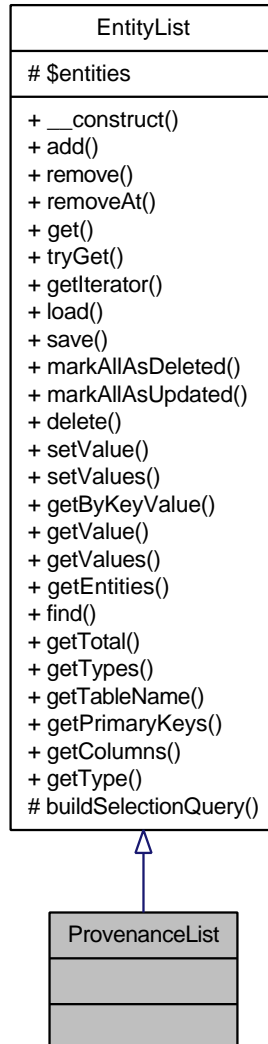 EntityList
# $entities
+ __construct()
+ add()
+ remove()
+ removeAt()
+ get()
+ tryGet()
+ getIterator()
+ load()
+ save()
+ markAllAsDeleted()
+ markAllAsUpdated()
+ delete()
+ setValue()
+ setValues()
+ getByKeyValue()
+ getValue()
+ getValues()
+ getEntities()
+ find()
+ getTotal()
+ getTypes()
+ getTableName()
+ getPrimaryKeys()
+ getColumns()
+ getType()
# buildSelectionQuery()
ProvenanceList